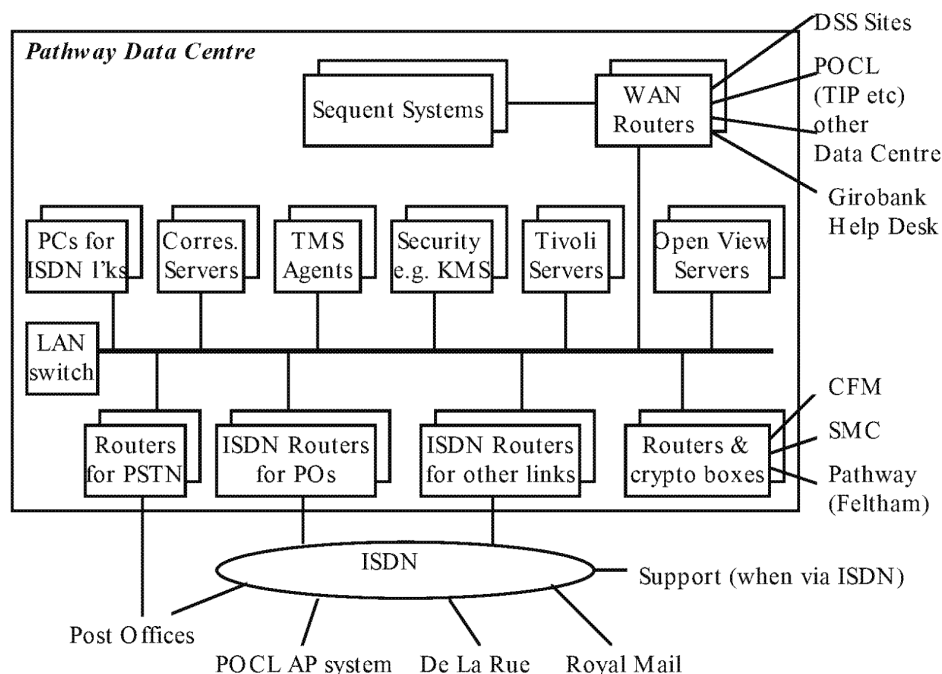 Pathway Data Centre
Sequent Systems
WAN
Routers
DSS Sites
POCL
(TIP etc)
other
Data Centre
Girobank
Help Desk
PCs for
ISDN l'ks
Corres.
Servers
TMS
Agents
Security
e.g. KMS
Tivoli
Servers
Open View
Servers
LAN
switch
Routers
for PSTN
ISDN Routers
for POs
ISDN Routers
for other links
Routers &
crypto boxes
CFM
SMC
Pathway
(Feltham)
ISDN
Support (when via ISDN)
Post Offices
POCL AP system
De La Rue
Royal Mail